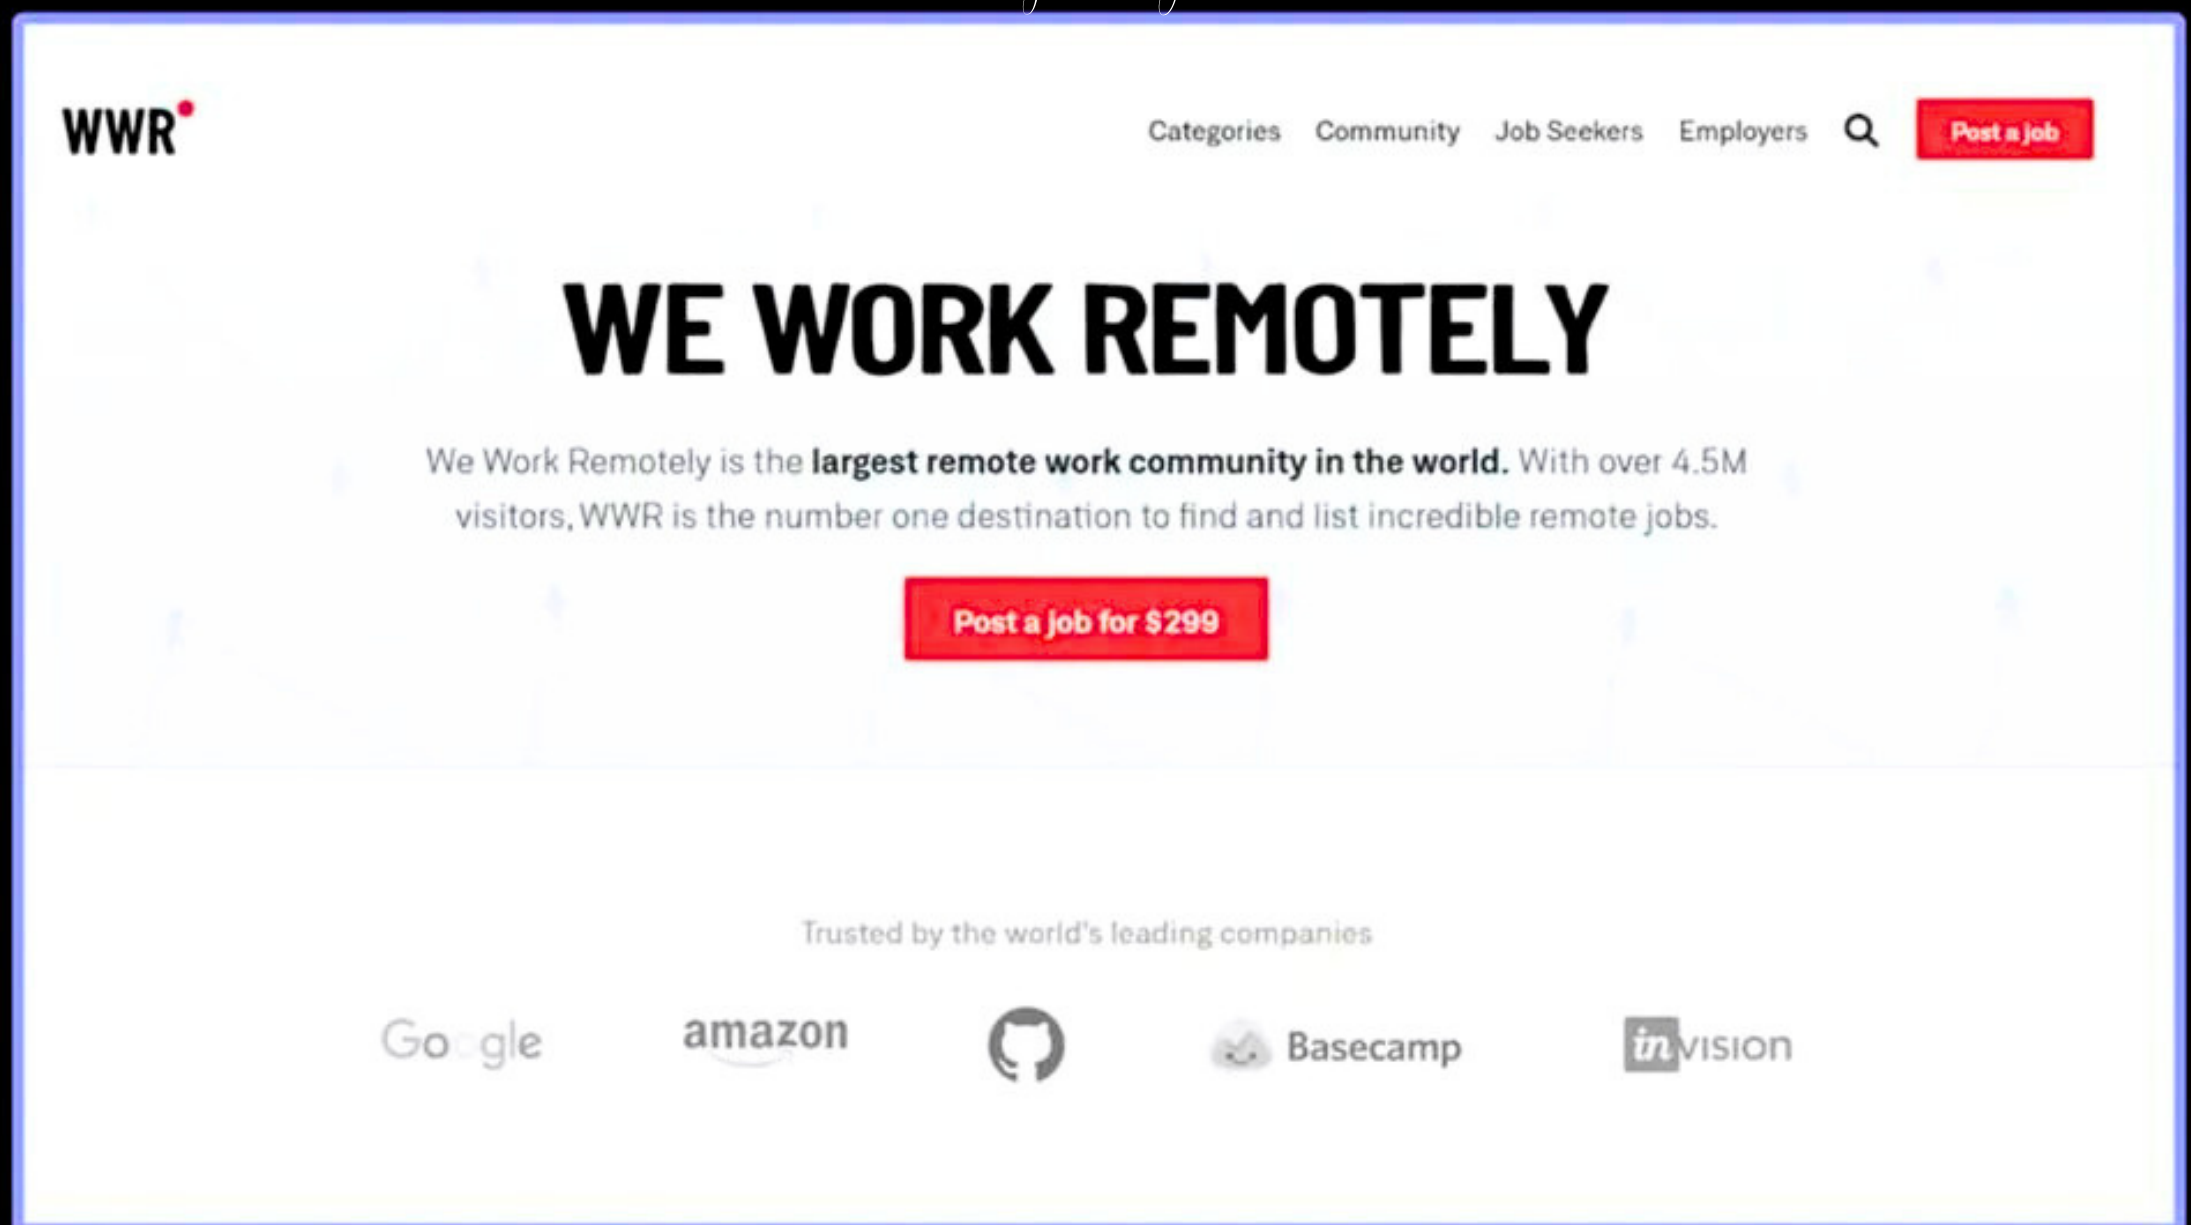 WWR
Categories Community Job Seekers Employers Post a job
WE WORK REMOTELY
We Work Remotely is the largest remote work community in the world. With over 4.5M
visitors, WWR is the number one destination to find and list incredible remote jobs.
Post a job for $299
Trusted by the world's leading companies
Google amazon Basecamp invision